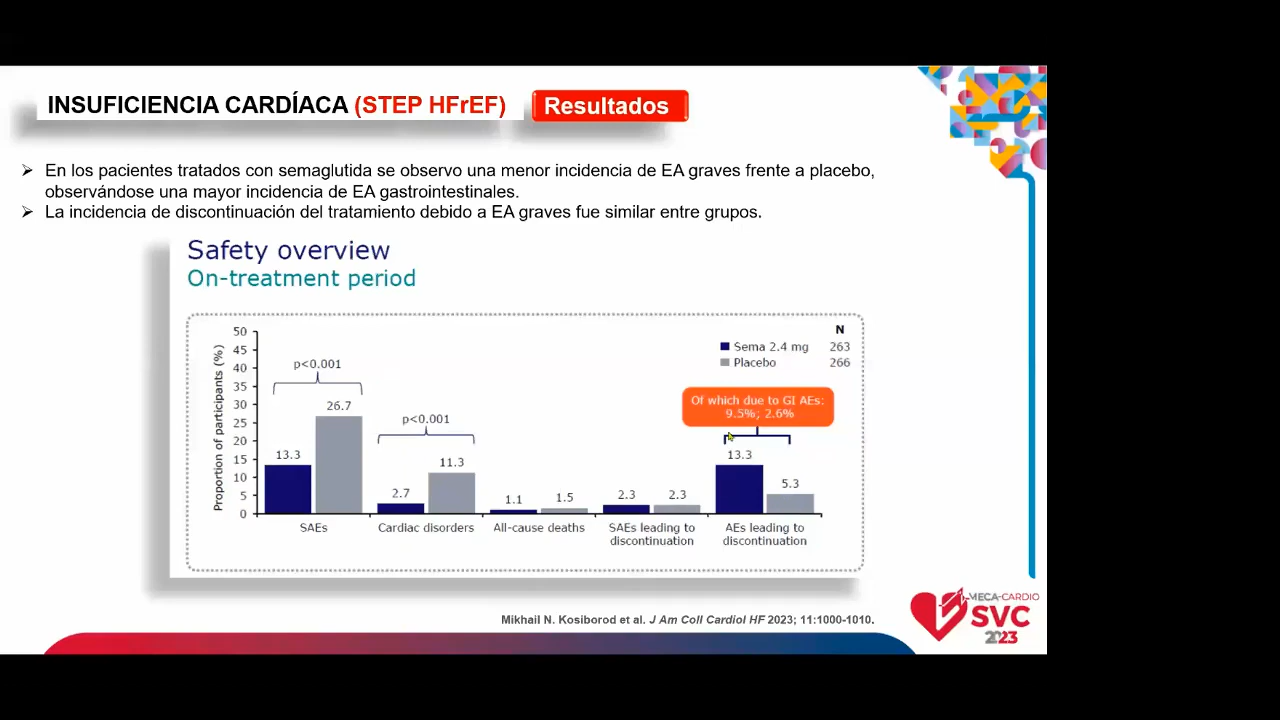 INSUFICIENCIA CARDÍACA (STEP HFrEF)
Resultados
➢ En los pacientes tratados con semaglutida se observo una menor incidencia de EA graves frente a placebo,
observándose una mayor incidencia de EA gastrointestinales.
➢ La incidencia de discontinuación del tratamiento debido a EA graves fue similar entre grupos.
Safety overview
On-treatment period
Proportion of participants (%)
50
45
40
35
30
25
20
15
10
5
0
N
Sema 2.4 mg 263
Placebo 266
p<0.001
13.3
26.7
SAEs
p<0.001
2.7
11.3
Cardiac disorders
1.1
1.5
All-cause deaths
2.3
2.3
SAEs leading to
discontinuation
Of which due to GI AEs:
9.5%; 2.6%
13.3
5.3
AEs leading to
discontinuation
Mikhail N. Kosiborod et al. J Am Coll Cardiol HF 2023; 11:1000-1010.
MECA-CARDIO
SVC
2023